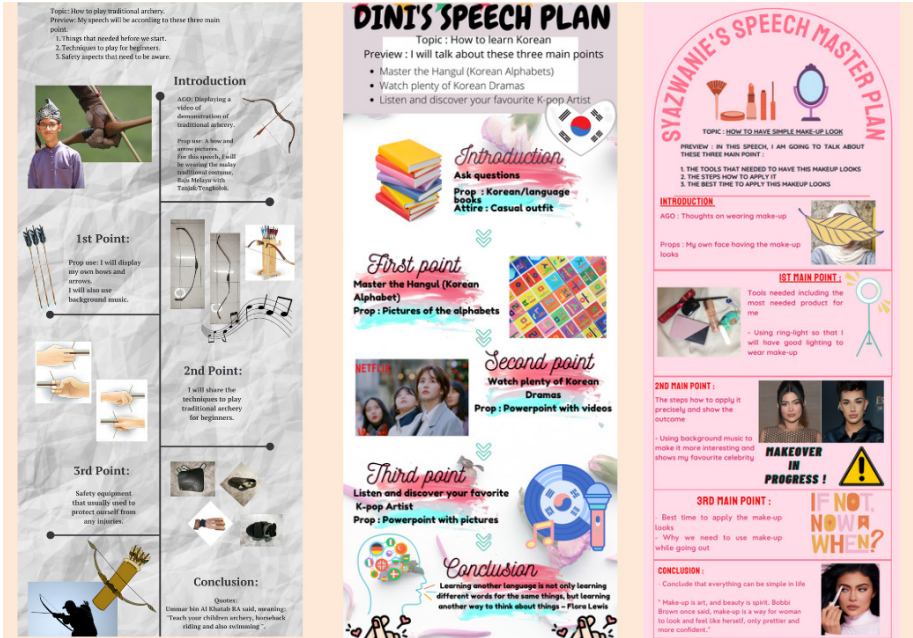 Topic: How to play traditional archery.
Preview: My speech will be acconling to these three main
point.
1. Things that needed before we start.
2. Techniques to play for beginners.
3. Safety aspects that need to be aware.
Introduction
AGO: Displaying a
video of
demonstration of
traditional arhcery.
Prop use: A bow and
arrow pictures.
For this speech, I will
be wearing the malay
traditional costume,
Baju Melayu with
Tanjak/Tengkolok.
1st Point:
Prop use: I will display
my own bows and
arrows.
I will also use
background music.
2nd Point:
I will share the
techniques to play
traditional archery
for beginners.
3rd Point:
Safety equipment
that usually used to
protect ourself from
any injuries.
Conclusion:
Quotes:
Ummar bin Al Khatab RA said, meaning:
"Teach your children archery, horseback
riding and also swimming ".
DINI'S SPEECH PLAN
Topic : How to learn Korean
Preview : I will talk about these three main points
• Master the Hangul (Korean Alphabets)
• Watch plenty of Korean Dramas
• Listen and discover your favourite K-pop Artist
Introduction
Ask questions
Prop : Korean/language
books
Attire : Casual outfit
First point
Master the Hangul (Korean
Alphabet)
Prop : Pictures of the alphabets
NETFLIX
Second point
Watch plenty of Korean
Dramas
Prop : Powerpoint with videos
Third point
Listen and discover your favorite
K-pop Artist
Prop : Powerpoint with pictures
Conclusion
Learning another language is not only learning
different words for the same things, but learning
another way to think about things – Flora Lewis
SYAZWANIE'S SPEECH MASTER PLAN
TOPIC : HOW TO HAVE SIMPLE MAKE-UP LOOK
PREVIEW : IN THIS SPEECH, I AM GOING TO TALK ABOUT
THESE THREE MAIN POINT :
1. THE TOOLS THAT NEEDED TO HAVE THIS MAKEUP LOOKS
2. THE STEPS HOW TO APPLY IT
3. THE BEST TIME TO APPLY THIS MAKEUP LOOKS
INTRODUCTION
AGO : Thoughts on wearing make-up
Props : My own face having the make-up
looks
1ST MAIN POINT :
Tools needed including the
most needed product for
me
- Using ring-light so that I
will have good lighting to
wear make-up
2ND MAIN POINT :
The steps how to apply it
precisely and show the
outcome
- Using background music to
make it more interesting and
shows my favourite celebrity
MAKEOVER
IN
PROGRESS !
3RD MAIN POINT :
- Best time to apply the make-up
looks
- Why we need to use make-up
while going out
IF NOT,
NOW
WHEN?
CONCLUSION :
- Conclude that everything can be simple in life
" Make-up is art, and beauty is spirit. Bobbi
Brown once said, make-up is a way for woman
to look and feel like herself, only prettier and
more confident."